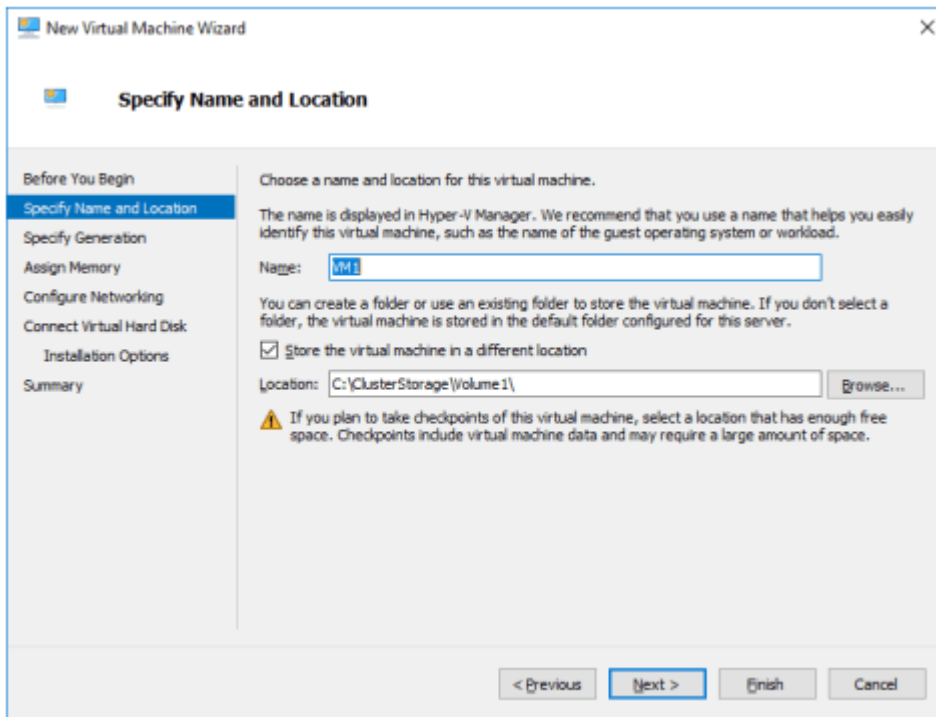 New Virtual Machine Wizard
Specify Name and Location
Before You Begin
Specify Name and Location
Specify Generation
Assign Memory
Configure Networking
Connect Virtual Hard Disk
Installation Options
Summary
Choose a name and location for this virtual machine.
The name is displayed in Hyper-V Manager. We recommend that you use a name that helps you easily
identify this virtual machine, such as the name of the guest operating system or workload.
Name: VM1
You can create a folder or use an existing folder to store the virtual machine. If you don't select a
folder, the virtual machine is stored in the default folder configured for this server.
Store the virtual machine in a different location
Location: C:\ClusterStorage\Volume1\ Browse...
If you plan to take checkpoints of this virtual machine, select a location that has enough free
space. Checkpoints include virtual machine data and may require a large amount of space.
< Previous Next > Finish Cancel